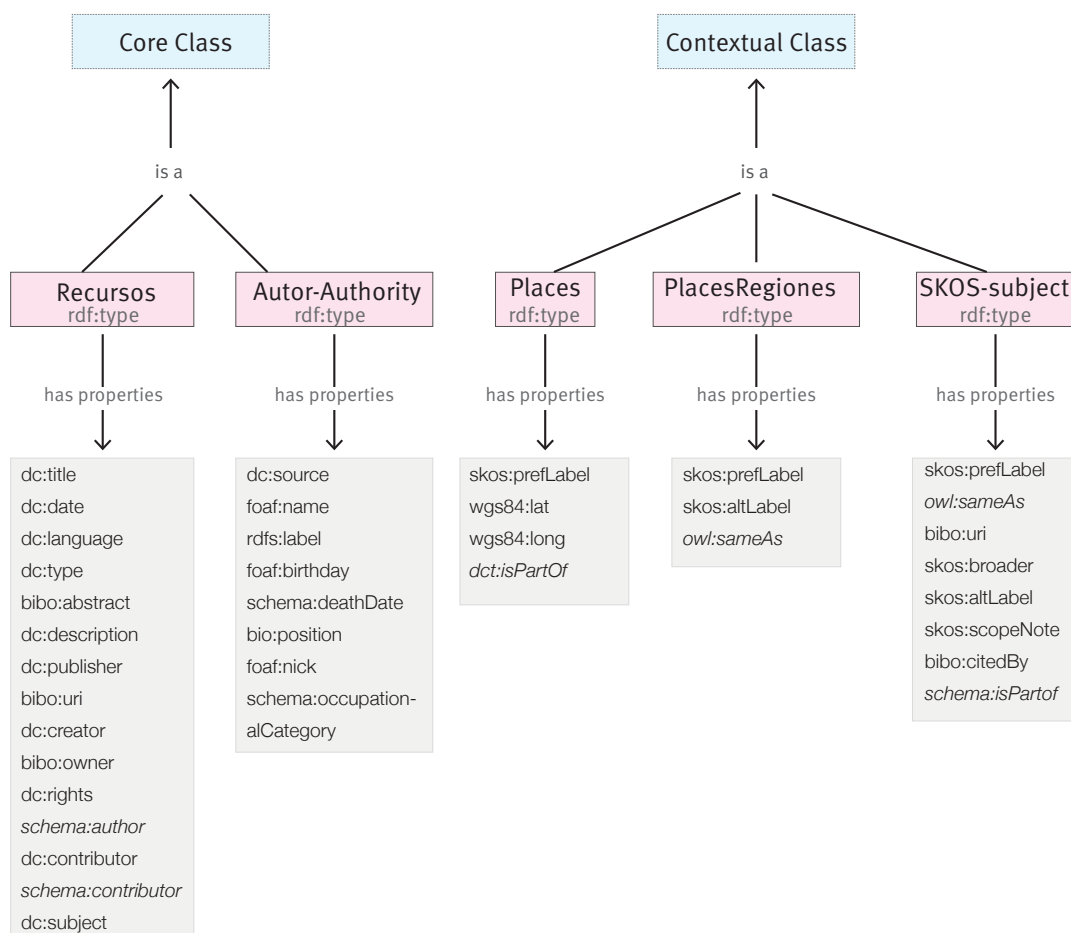 Core Class
Contextual Class
is a
is a
Recursos
rdf:type
Autor-Authority
rdf:type
Places
rdf:type
PlacesRegiones
rdf:type
SKOS-subject
rdf:type
has properties
has properties
has properties
has properties
has properties
dc:title
dc:date
dc:language
dc:type
bibo:abstract
dc:description
dc:publisher
bibo:uri
dc:creator
bibo:owner
dc:rights
schema:author
dc:contributor
schema:contributor
dc:subject
dc:source
foaf:name
rdfs:label
foaf:birthday
schema:deathDate
bio:position
foaf:nick
schema:occupation-
alCategory
skos:prefLabel
wgs84:lat
wgs84:long
dct:isPartOf
skos:prefLabel
skos:altLabel
owl:sameAs
skos:prefLabel
owl:sameAs
bibo:uri
skos:broader
skos:altLabel
skos:scopeNote
bibo:citedBy
schema:isPartof